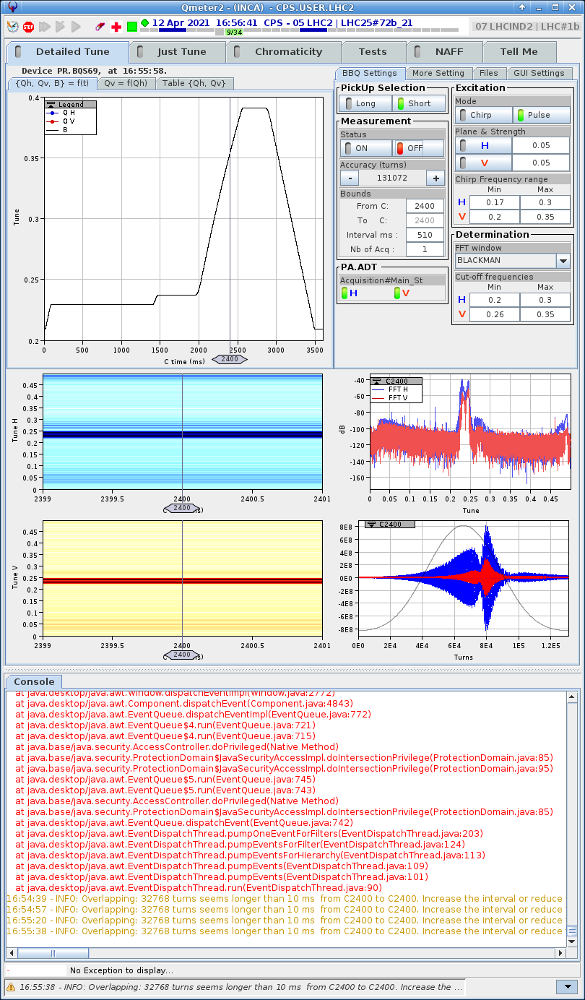 Qmeter2 - (INCA) - CPS.USER.LHC2
STOP
12 Apr 2021 16:56:41 CPS - 05 LHC2 | LHC25#72b_21
9/34
07 LHCIND2 | LHC#1b
Detailed Tune
Just Tune
Chromaticity
Tests
NAFF
Tell Me
Device PR.BQS69, at 16:55:58.
{Qh, Qv, B} = f(t)
Qv = f(Qh)
Table {Qh, Qv}
Legend
Q H
Q V
B
0.4
0.35
0.3
0.25
0.2
Tune
0 500 1000 1500 2000 2500 3000 3500
C time (ms)
2400
BBQ Settings
More Setting
Files
GUI Settings
PickUp Selection
Long
Short
Measurement
Status
ON
OFF
Accuracy (turns)
- 131072 +
Bounds
From C: 2400
To C: 2400
Interval ms : 510
Nb of Acq : 1
PA.ADT
Acquisition#Main_St
H
V
Excitation
Mode
Chirp
Pulse
Plane & Strength
H 0.05
V 0.05
Chirp Frequency range
Min Max
H 0.17 0.3
V 0.2 0.35
Determination
FFT window
BLACKMAN
Cut-off frequencies
Min Max
H 0.2 0.3
V 0.26 0.35
0.45
0.4
0.35
0.3
0.25
0.2
0.15
0.1
0.05
0
Tune H
2399 2399.5 2400 2400.5 2401
2400
C ms)
C2400
FFT H
FFT V
-40
-60
-80
-100
-120
-140
-160
dB
0 0.05 0.1 0.15 0.2 0.25 0.3 0.35 0.4 0.45
Tune
0.45
0.4
0.35
0.3
0.25
0.2
0.15
0.1
0.05
0
Tune V
2399 2399.5 2400 2400.5 2401
2400
C s)
C2400
8E8
6E8
4E8
2E8
0E0
-2E8
-4E8
-6E8
-8E8
0E0 2E4 4E4 6E4 8E4 1E5 1.2E5
Turns
Console
at java.desktop/java.awt.Window.dispatchEventImpl(Window.java:2772)
at java.desktop/java.awt.Component.dispatchEvent(Component.java:4843)
at java.desktop/java.awt.EventQueue.dispatchEventImpl(EventQueue.java:772)
at java.desktop/java.awt.EventQueue$4.run(EventQueue.java:721)
at java.desktop/java.awt.EventQueue$4.run(EventQueue.java:715)
at java.base/java.security.AccessController.doPrivileged(Native Method)
at java.base/java.security.ProtectionDomain$JavaSecurityAccessImpl.doIntersectionPrivilege(ProtectionDomain.java:85)
at java.base/java.security.ProtectionDomain$JavaSecurityAccessImpl.doIntersectionPrivilege(ProtectionDomain.java:95)
at java.desktop/java.awt.EventQueue$5.run(EventQueue.java:745)
at java.desktop/java.awt.EventQueue$5.run(EventQueue.java:743)
at java.base/java.security.AccessController.doPrivileged(Native Method)
at java.base/java.security.ProtectionDomain$JavaSecurityAccessImpl.doIntersectionPrivilege(ProtectionDomain.java:85)
at java.desktop/java.awt.EventQueue.dispatchEvent(EventQueue.java:742)
at java.desktop/java.awt.EventDispatchThread.pumpOneEventForFilters(EventDispatchThread.java:203)
at java.desktop/java.awt.EventDispatchThread.pumpEventsForFilter(EventDispatchThread.java:124)
at java.desktop/java.awt.EventDispatchThread.pumpEventsForHierarchy(EventDispatchThread.java:113)
at java.desktop/java.awt.EventDispatchThread.pumpEvents(EventDispatchThread.java:109)
at java.desktop/java.awt.EventDispatchThread.pumpEvents(EventDispatchThread.java:101)
at java.desktop/java.awt.EventDispatchThread.run(EventDispatchThread.java:90)
16:54:39 - INFO: Overlapping: 32768 turns seems longer than 10 ms from C2400 to C2400. Increase the interval or reduce
16:54:57 - INFO: Overlapping: 32768 turns seems longer than 10 ms from C2400 to C2400. Increase the interval or reduce
16:55:20 - INFO: Overlapping: 32768 turns seems longer than 10 ms from C2400 to C2400. Increase the interval or reduce
16:55:38 - INFO: Overlapping: 32768 turns seems longer than 10 ms from C2400 to C2400. Increase the interval or reduce
- No Exception to display...
16:55:38 - INFO: Overlapping: 32768 turns seems longer than 10 ms from C2400 to C2400. Increase the ...